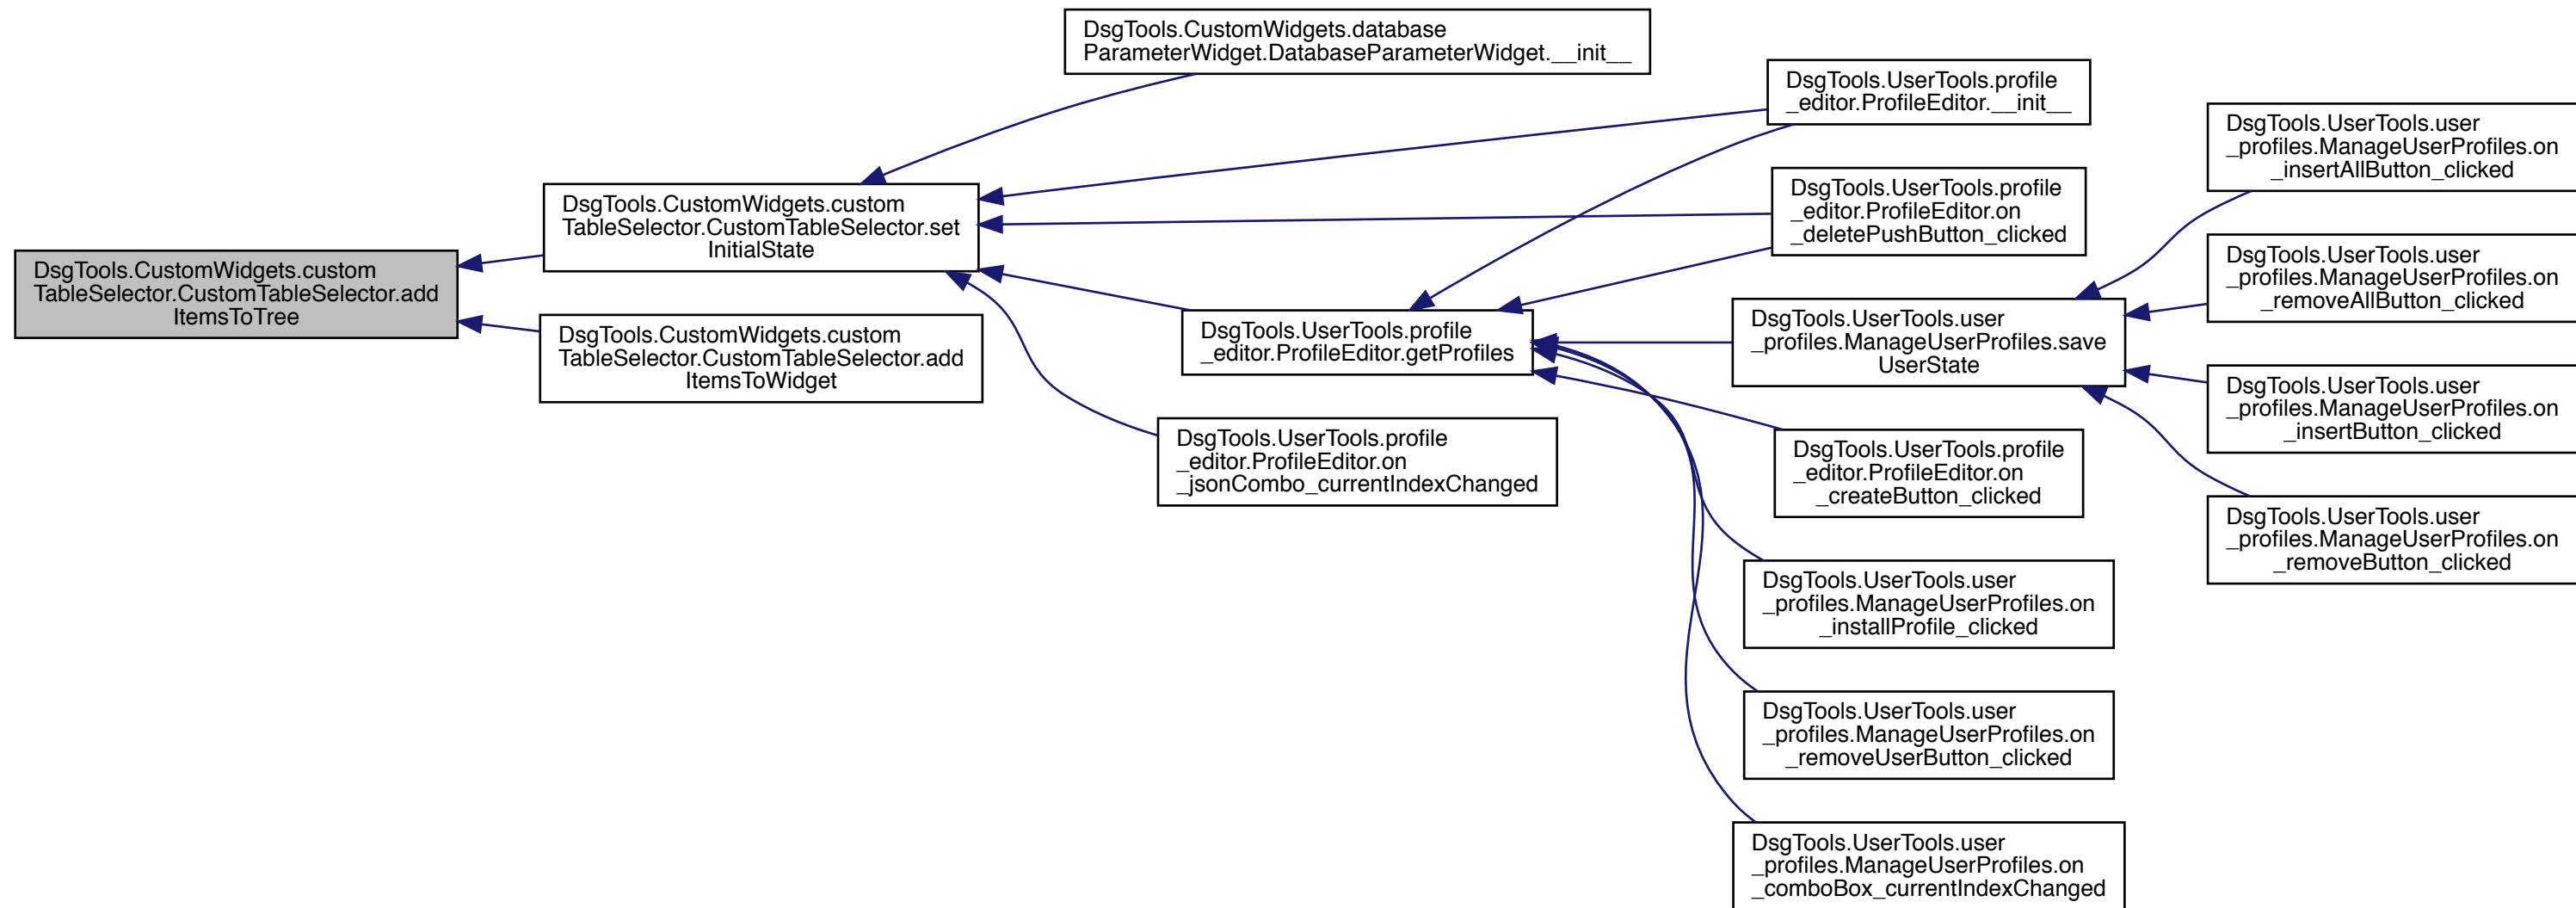 DsgTools.CustomWidgets.custom
TableSelector.CustomTableSelector.add
ItemsToTree
DsgTools.CustomWidgets.custom
TableSelector.CustomTableSelector.set
InitialState
DsgTools.CustomWidgets.custom
TableSelector.CustomTableSelector.add
ItemsToWidget
DsgTools.CustomWidgets.database
ParameterWidget.DatabaseParameterWidget.__init__
DsgTools.UserTools.profile
_editor.ProfileEditor.getProfiles
DsgTools.UserTools.profile
_editor.ProfileEditor.on
_jsonCombo_currentIndexChanged
DsgTools.UserTools.profile
_editor.ProfileEditor.__init__
DsgTools.UserTools.profile
_editor.ProfileEditor.on
_deletePushButton_clicked
DsgTools.UserTools.user
_profiles.ManageUserProfiles.save
UserState
DsgTools.UserTools.profile
_editor.ProfileEditor.on
_createButton_clicked
DsgTools.UserTools.user
_profiles.ManageUserProfiles.on
_installProfile_clicked
DsgTools.UserTools.user
_profiles.ManageUserProfiles.on
_removeUserButton_clicked
DsgTools.UserTools.user
_profiles.ManageUserProfiles.on
_comboBox_currentIndexChanged
DsgTools.UserTools.user
_profiles.ManageUserProfiles.on
_insertAllButton_clicked
DsgTools.UserTools.user
_profiles.ManageUserProfiles.on
_removeAllButton_clicked
DsgTools.UserTools.user
_profiles.ManageUserProfiles.on
_insertButton_clicked
DsgTools.UserTools.user
_profiles.ManageUserProfiles.on
_removeButton_clicked